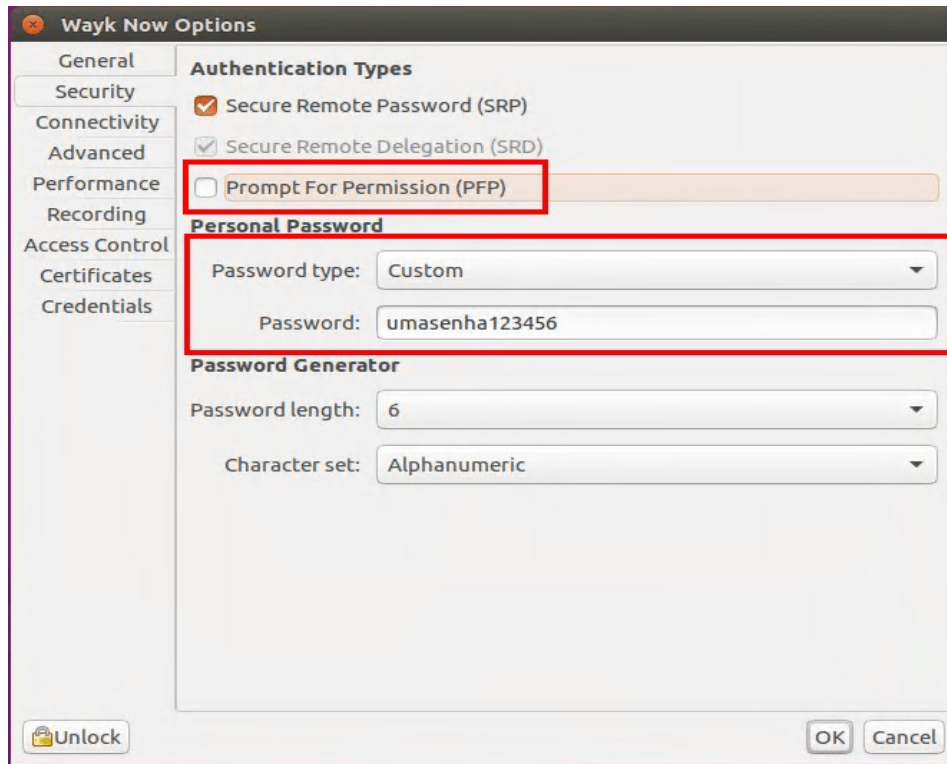 Wayk Now Options
General
Security
Connectivity
Advanced
Performance
Recording
Access Control
Certificates
Credentials
Authentication Types
Secure Remote Password (SRP)
Secure Remote Delegation (SRD)
Prompt For Permission (PFP)
Personal Password
Password type: Custom
Password: umasenha123456
Password Generator
Password length: 6
Character set: Alphanumeric
Unlock
OK Cancel